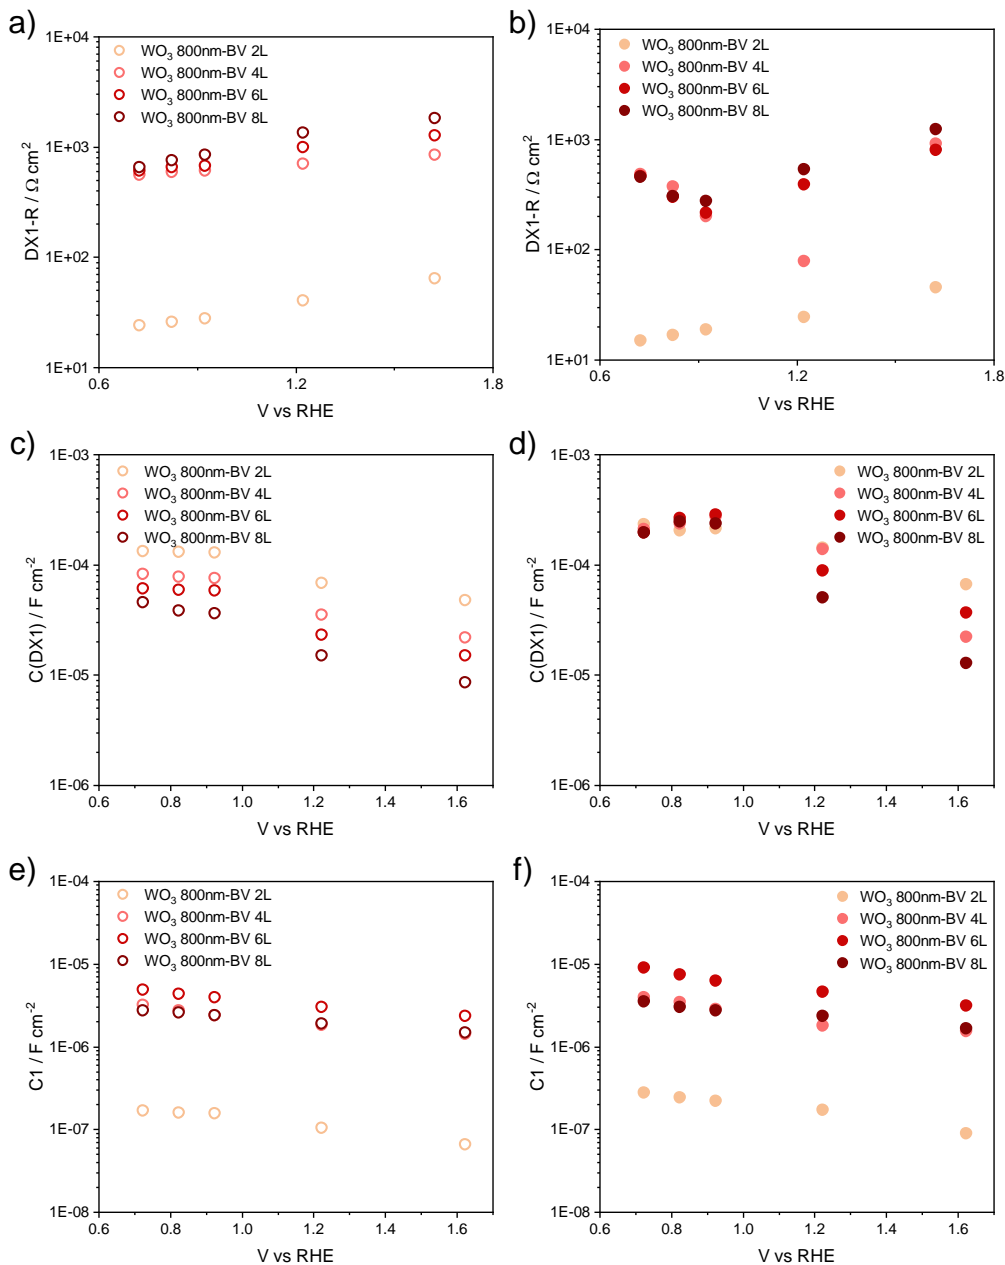 a)
1E+04
1E+03
1E+02
1E+01
DX1-R / Ω cm²
WO₃ 800nm-BV 2L
WO₃ 800nm-BV 4L
WO₃ 800nm-BV 6L
WO₃ 800nm-BV 8L
0.6 1.2 1.8
V vs RHE
b)
1E+04
1E+03
1E+02
1E+01
DX1-R / Ω cm²
WO₃ 800nm-BV 2L
WO₃ 800nm-BV 4L
WO₃ 800nm-BV 6L
WO₃ 800nm-BV 8L
0.6 1.2 1.8
V vs RHE
c)
1E-03
1E-04
1E-05
1E-06
C(DX1) / F cm⁻²
WO₃ 800nm-BV 2L
WO₃ 800nm-BV 4L
WO₃ 800nm-BV 6L
WO₃ 800nm-BV 8L
0.6 0.8 1.0 1.2 1.4 1.6
V vs RHE
d)
1E-03
1E-04
1E-05
1E-06
C(DX1) / F cm⁻²
WO₃ 800nm-BV 2L
WO₃ 800nm-BV 4L
WO₃ 800nm-BV 6L
WO₃ 800nm-BV 8L
0.6 0.8 1.0 1.2 1.4 1.6
V vs RHE
e)
1E-04
1E-05
1E-06
1E-07
1E-08
C1 / F cm⁻²
WO₃ 800nm-BV 2L
WO₃ 800nm-BV 4L
WO₃ 800nm-BV 6L
WO₃ 800nm-BV 8L
0.6 0.8 1.0 1.2 1.4 1.6
V vs RHE
f)
1E-04
1E-05
1E-06
1E-07
1E-08
C1 / F cm⁻²
WO₃ 800nm-BV 2L
WO₃ 800nm-BV 4L
WO₃ 800nm-BV 6L
WO₃ 800nm-BV 8L
0.6 0.8 1.0 1.2 1.4 1.6
V vs RHE